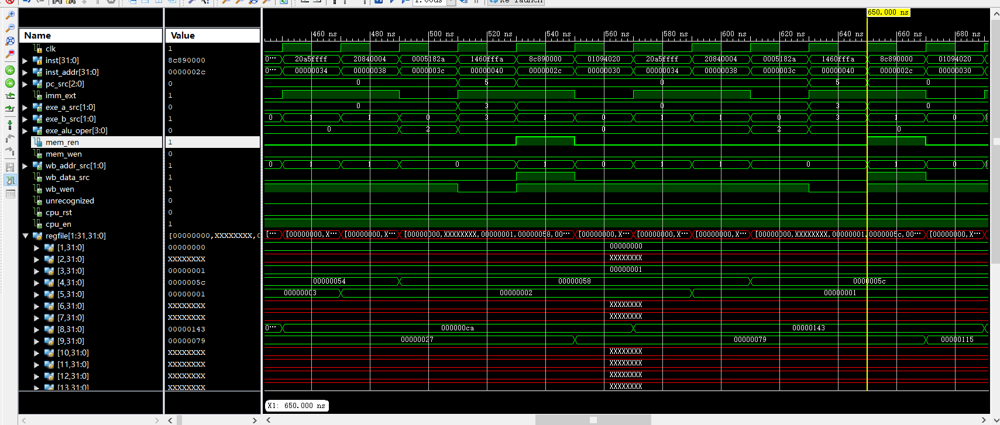 1.00us Re-launch
650.000 ns
Name Value 460 ns 480 ns 500 ns 520 ns 540 ns 560 ns 580 ns 600 ns 620 ns 640 ns 660 ns 680 ns
clk 1
inst[31:0] 8c890000 0··· 20a5ffff 20840004 0005182a 1460fffa 8c890000 01094020 20a5ffff 20840004 0005182a 1460fffa 8c890000 01094020
inst_addr[31:0] 0000002c 0··· 00000034 00000038 0000003c 00000040 0000002c 00000030 00000034 00000038 0000003c 00000040 0000002c 00000030
pc_src[2:0] 0 0 5 0 5 0
imm_ext 1
exe_a_src[1:0] 0 0 3 0 3 0
exe_b_src[1:0] 1 0 1 1 0 3 1 0 1 1 0 3 1 0
exe_alu_oper[3:0] 0 0 2 0 2 0
mem_ren 1
mem_wen 0
wb_addr_src[1:0] 1 0 1 1 0 1 0 1 1 0 1 0
wb_data_src 1
wb_wen 1
unrecognized 0
cpu_rst 0
cpu_en 1
regfile[1:31,31:0] [00000000,XXXXXXXX,0 [··· [00000000,X··· [00000000,X··· [00000000,XXXXXXXX,00000001,00000058,00··· [00000000,X··· [00000000,X··· [00000000,X··· [00000000,XXXXXXXX,00000001,0000005c,00··· [00000000,X···
[1,31:0] 00000000 00000000
[2,31:0] XXXXXXXX XXXXXXXX
[3,31:0] 00000001 00000001
[4,31:0] 0000005c 00000054 00000058 0000005c
[5,31:0] 00000001 00000003 00000002 00000001
[6,31:0] XXXXXXXX XXXXXXXX
[7,31:0] XXXXXXXX XXXXXXXX
[8,31:0] 00000143 0··· 000000ca 00000143
[9,31:0] 00000079 00000027 00000079 00000115
[10,31:0] XXXXXXXX XXXXXXXX
[11,31:0] XXXXXXXX XXXXXXXX
[12,31:0] XXXXXXXX XXXXXXXX
[13,31:0] XXXXXXXX XXXXXXXX
X1: 650.000 ns